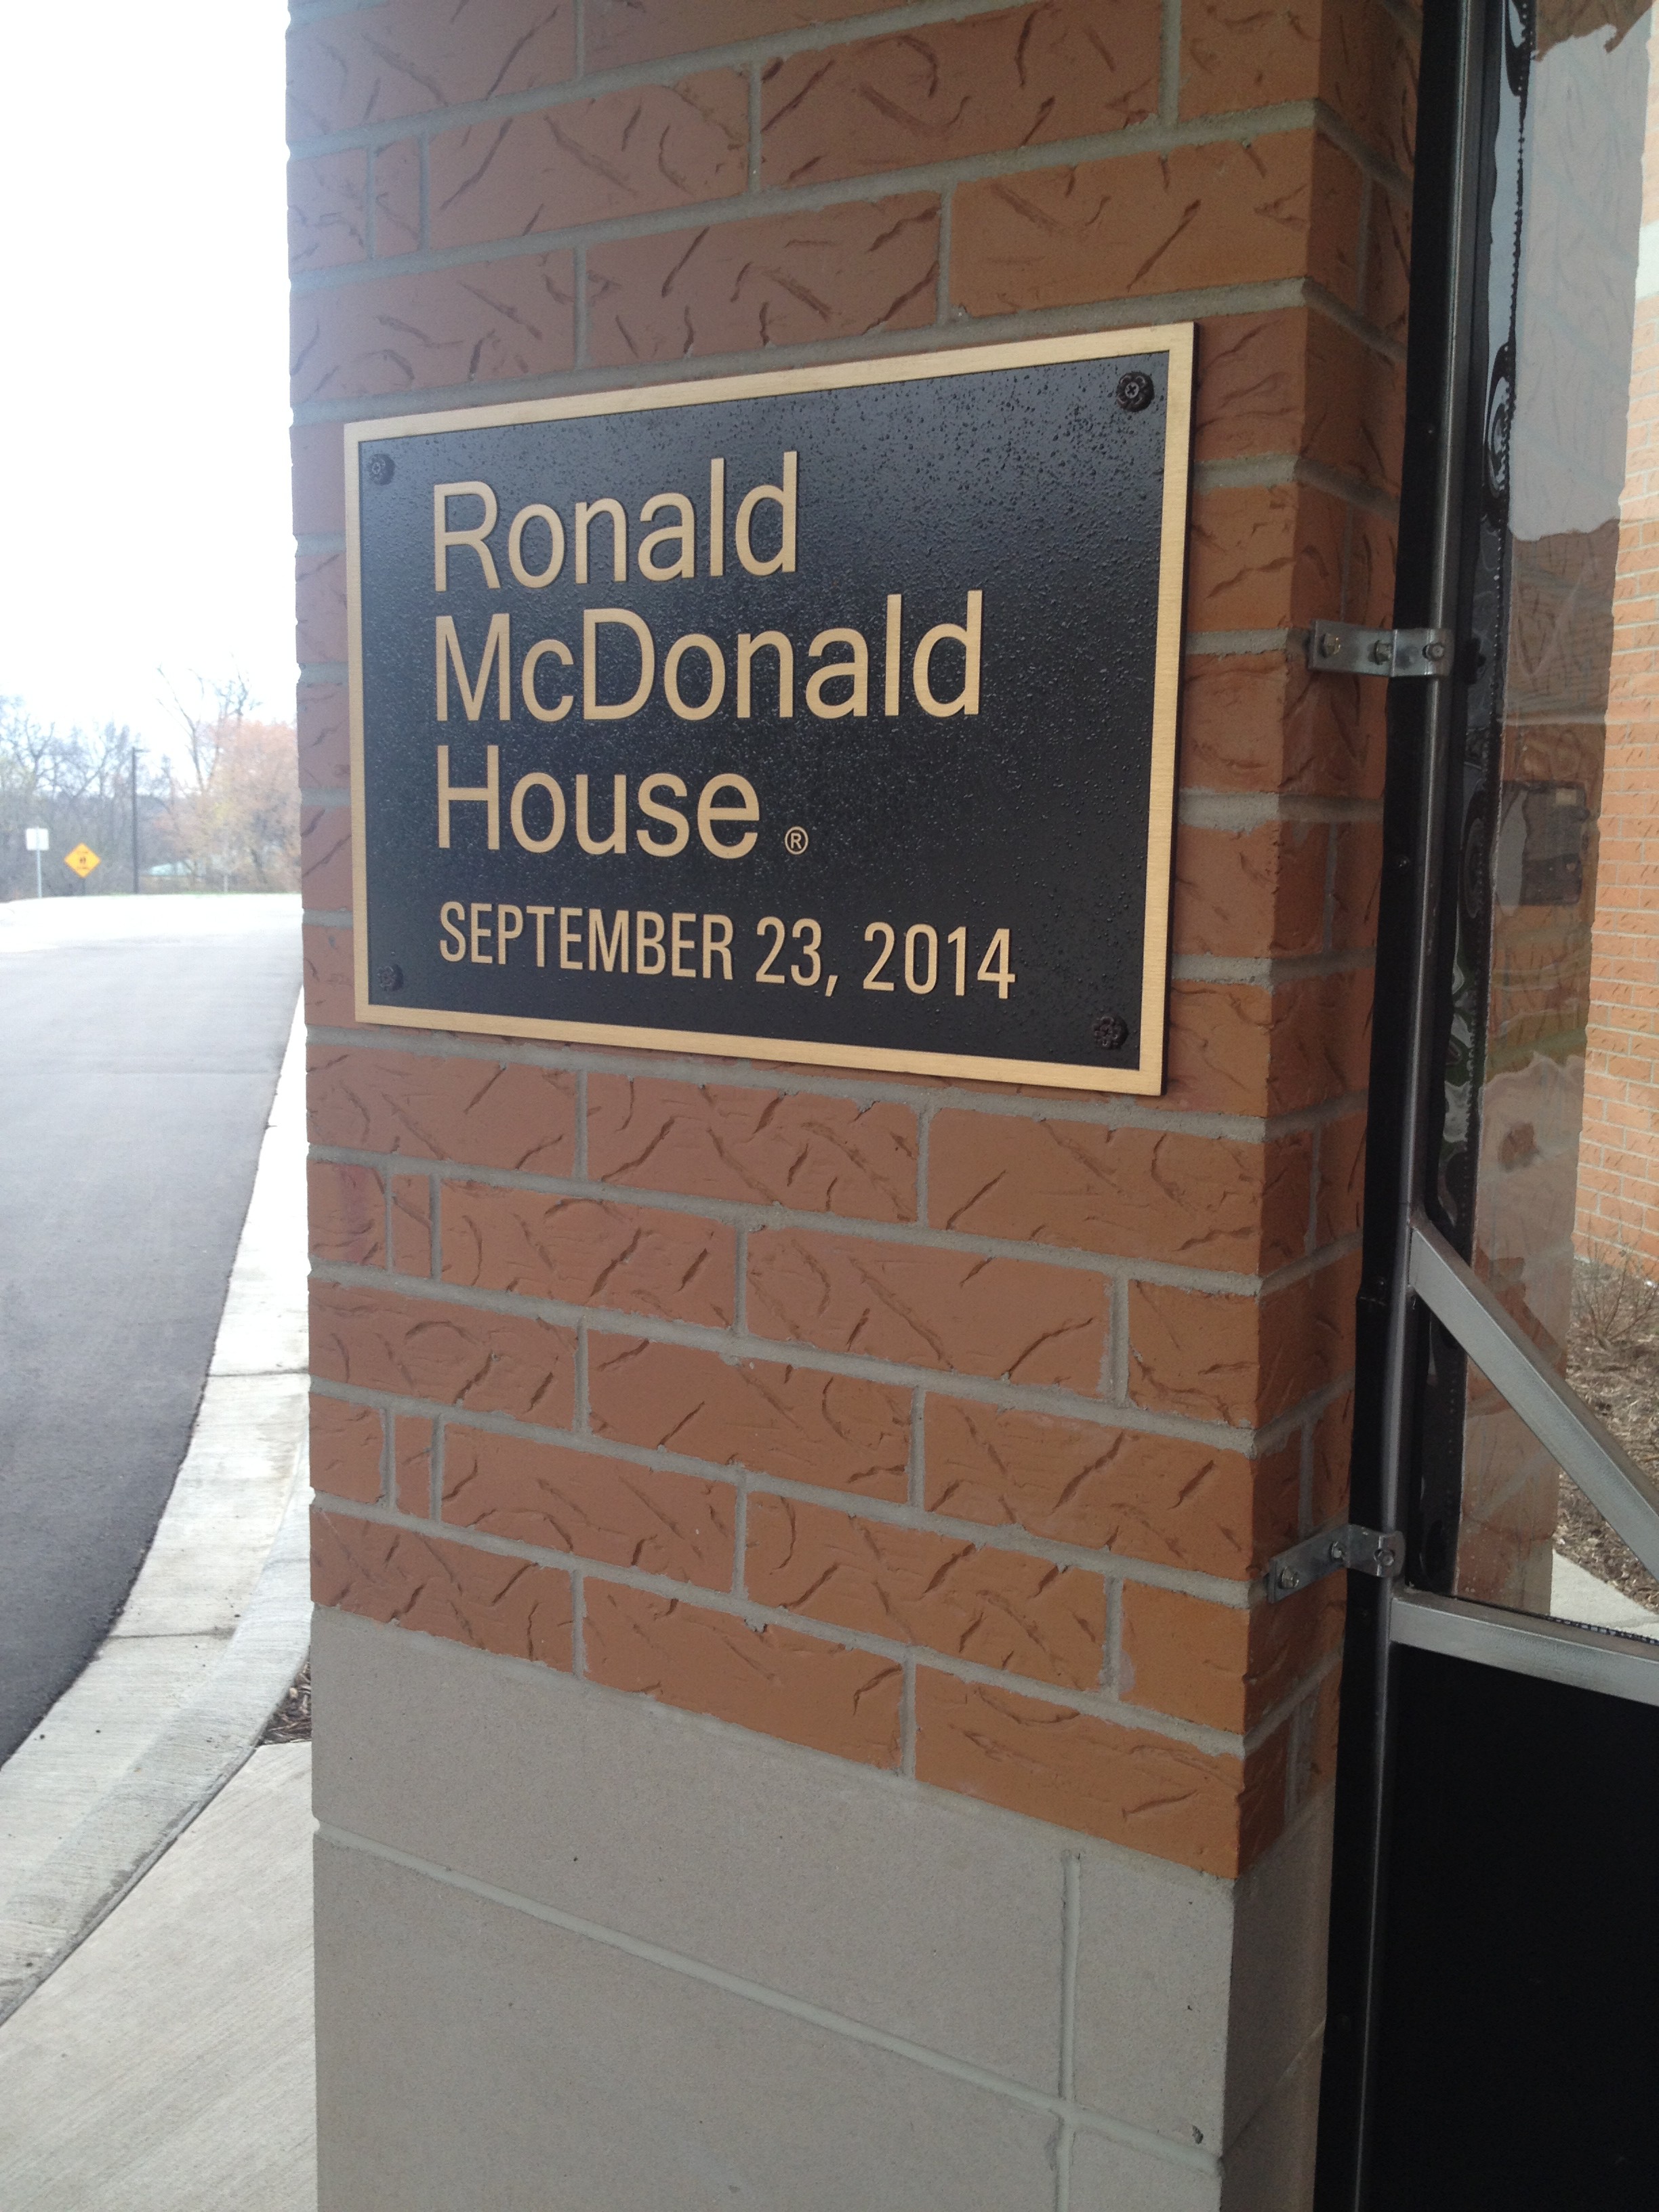 Ronald
McDonald
House ®
SEPTEMBER 23, 2014